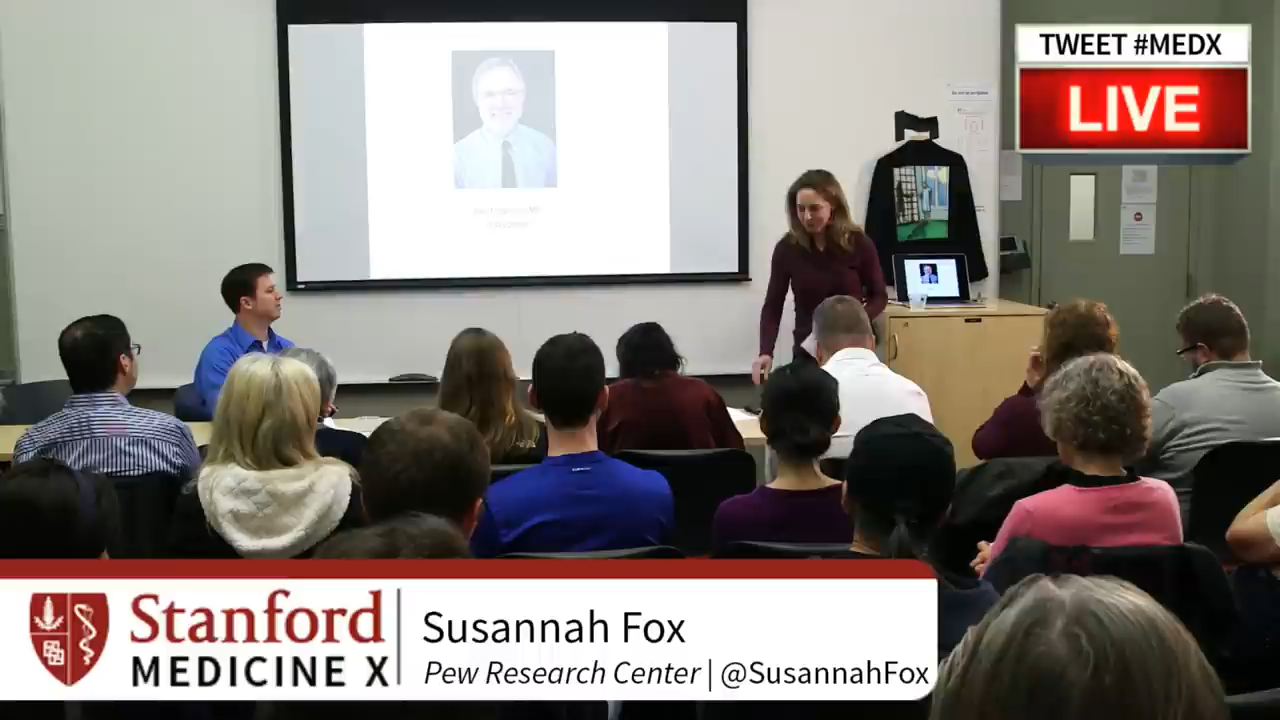 TWEET #MEDX
LIVE
Stanford
MEDICINE X
Susannah Fox
Pew Research Center | @SusannahFox